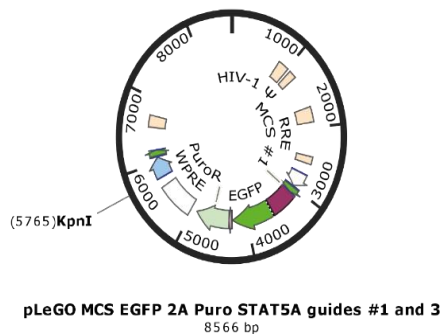 8000
1000
HIV-1 Ψ
7000
2000
RRE
MCS #1
PuroR
WPRE
EGFP
3000
6000
(5765)KpnI
5000
4000
pLeGO MCS EGFP 2A Puro STAT5A guides #1 and 3
8566 bp